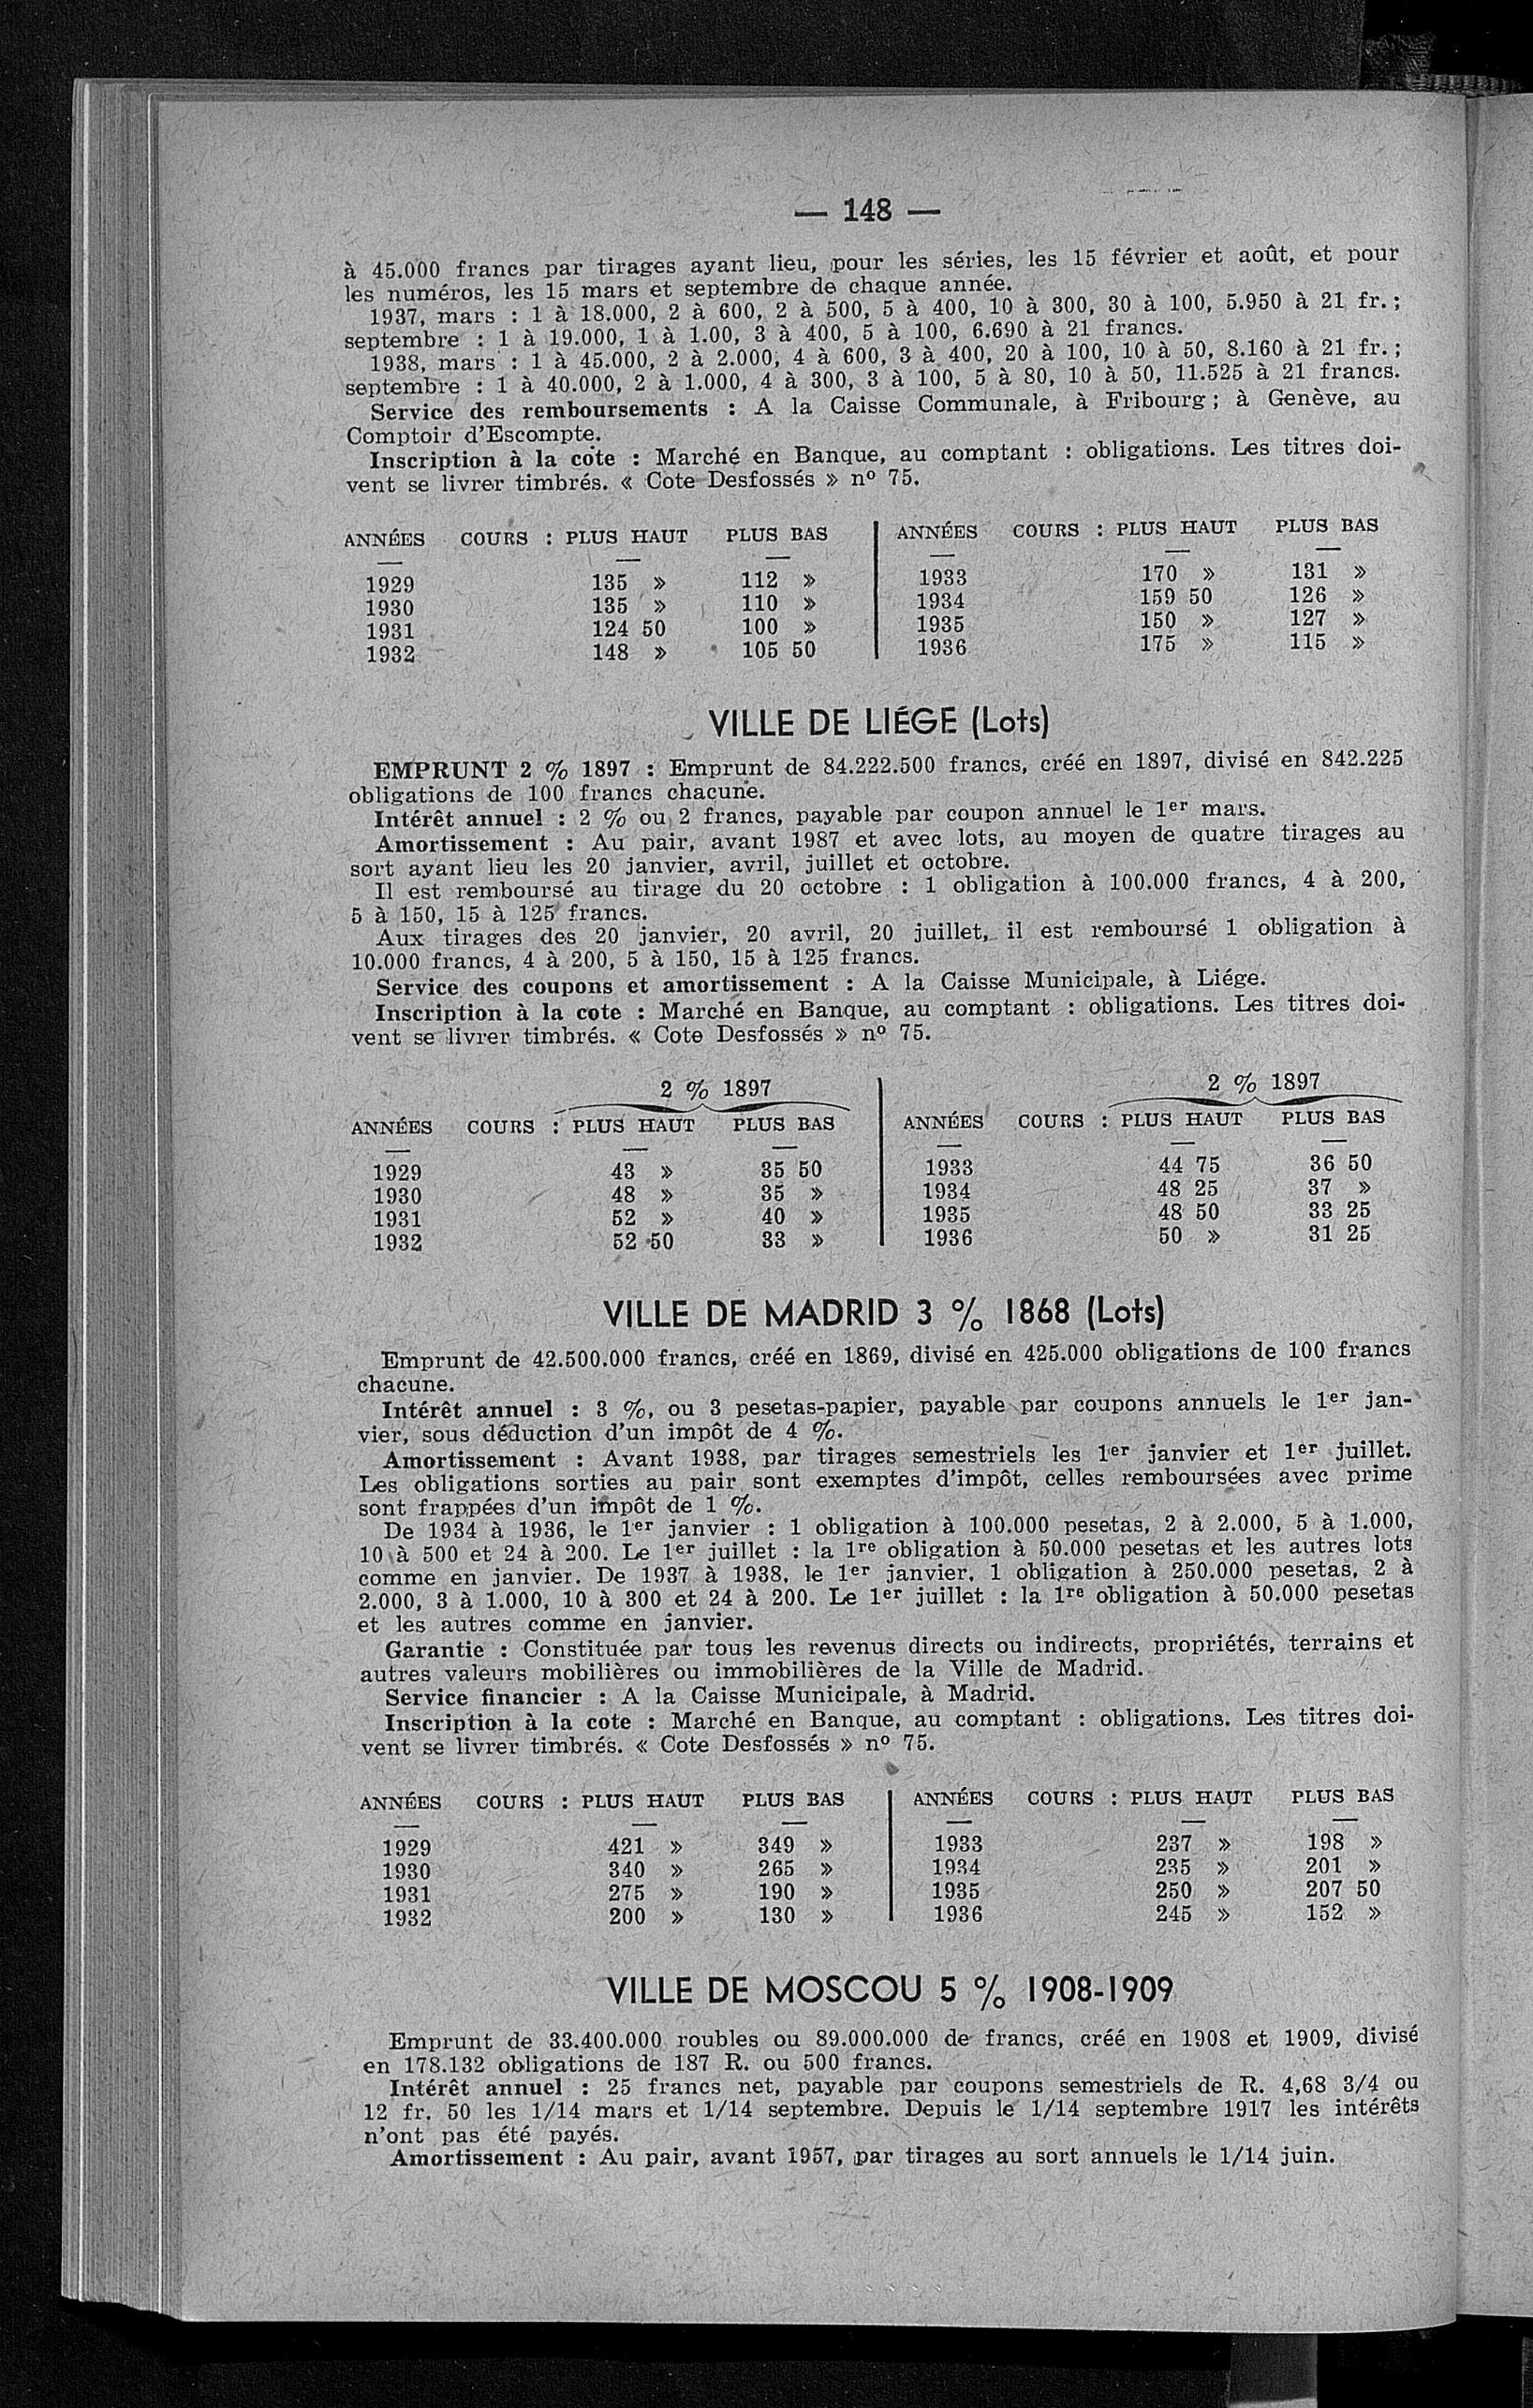 — 148 —
à 45.000 francs par tirages ayant lieu, pour les séries, les 15 février et août, et pour
les numéros, les 15 mars et septembre de chaque année.
1937, mars : 1 à 18.000, 2 à 600, 2 à 500, 5 à 400, 10 à 300, 30 à 100, 5.950 à 21 fr. ;
septembre : 1 à 19.000, 1 à 1.00, 3 à 400, 5 à 100, 6.690 à 21 francs.
1938, mars : 1 à 45.000, 2 à 2.000, 4 à 600, 3 à 400, 20 à 100, 10 à 50, 8.160 à 21 fr. ;
septembre : 1 à 40.000, 2 à 1.000, 4 à 300, 3 à 100, 5 à 80, 10 à 50, 11.525 à 21 francs.
Service des remboursements : A la Caisse Communale, à Fribourg ; à Genève, au
Comptoir d'Escompte.
Inscription à la cote : Marché en Banque, au comptant : obligations. Les titres doi-
vent se livrer timbrés. « Cote Desfossés » nº 75.
ANNÉES COURS : PLUS HAUT PLUS BAS ANNÉES COURS : PLUS HAUT PLUS BAS
1929 135 » 112 » 1933 170 » 131 »
1930 135 » 110 » 1934 159 50 126 »
1931 124 50 100 » 1935 150 » 127 »
1932 148 » 105 50 1936 175 » 115 »
VILLE DE LIÉGE (Lots)
EMPRUNT 2 % 1897 : Emprunt de 84.222.500 francs, créé en 1897, divisé en 842.225
obligations de 100 francs chacune.
Intérêt annuel : 2 % ou 2 francs, payable par coupon annuel le 1er mars.
Amortissement : Au pair, avant 1987 et avec lots, au moyen de quatre tirages au
sort ayant lieu les 20 janvier, avril, juillet et octobre.
Il est remboursé au tirage du 20 octobre : 1 obligation à 100.000 francs, 4 à 200,
5 à 150, 15 à 125 francs.
Aux tirages des 20 janvier, 20 avril, 20 juillet, il est remboursé 1 obligation à
10.000 francs, 4 à 200, 5 à 150, 15 à 125 francs.
Service des coupons et amortissement : A la Caisse Municipale, à Liége.
Inscription à la cote : Marché en Banque, au comptant : obligations. Les titres doi-
vent se livrer timbrés. « Cote Desfossés » nº 75.
2 % 1897 2 % 1897
ANNÉES COURS : PLUS HAUT PLUS BAS ANNÉES COURS : PLUS HAUT PLUS BAS
1929 43 » 35 50 1933 44 75 36 50
1930 48 » 35 » 1934 48 25 37 »
1931 52 » 40 » 1935 48 50 33 25
1932 52 50 33 » 1936 50 » 31 25
VILLE DE MADRID 3 % 1868 (Lots)
Emprunt de 42.500.000 francs, créé en 1869, divisé en 425.000 obligations de 100 francs
chacune.
Intérêt annuel : 3 %, ou 3 pesetas-papier, payable par coupons annuels le 1er jan-
vier, sous déduction d'un impôt de 4 %.
Amortissement : Avant 1938, par tirages semestriels les 1er janvier et 1er juillet.
Les obligations sorties au pair sont exemptes d'impôt, celles remboursées avec prime
sont frappées d'un impôt de 1 %.
De 1934 à 1936, le 1er janvier : 1 obligation à 100.000 pesetas, 2 à 2.000, 5 à 1.000,
10 à 500 et 24 à 200. Le 1er juillet : la 1re obligation à 50.000 pesetas et les autres lots
comme en janvier. De 1937 à 1938, le 1er janvier, 1 obligation à 250.000 pesetas, 2 à
2.000, 3 à 1.000, 10 à 300 et 24 à 200. Le 1er juillet : la 1re obligation à 50.000 pesetas
et les autres comme en janvier.
Garantie : Constituée par tous les revenus directs ou indirects, propriétés, terrains et
autres valeurs mobilières ou immobilières de la Ville de Madrid.
Service financier : A la Caisse Municipale, à Madrid.
Inscription à la cote : Marché en Banque, au comptant : obligations. Les titres doi-
vent se livrer timbrés. « Cote Desfossés » nº 75.
ANNÉES COURS : PLUS HAUT PLUS BAS ANNÉES COURS : PLUS HAUT PLUS BAS
1929 421 » 349 » 1933 237 » 198 »
1930 340 » 265 » 1934 235 » 201 »
1931 275 » 190 » 1935 250 » 207 50
1932 200 » 130 » 1936 245 » 152 »
VILLE DE MOSCOU 5 % 1908-1909
Emprunt de 33.400.000 roubles ou 89.000.000 de francs, créé en 1908 et 1909, divisé
en 178.132 obligations de 187 R. ou 500 francs.
Intérêt annuel : 25 francs net, payable par coupons semestriels de R. 4,68 3/4 ou
12 fr. 50 les 1/14 mars et 1/14 septembre. Depuis le 1/14 septembre 1917 les intérêts
n'ont pas été payés.
Amortissement : Au pair, avant 1957, par tirages au sort annuels le 1/14 juin.